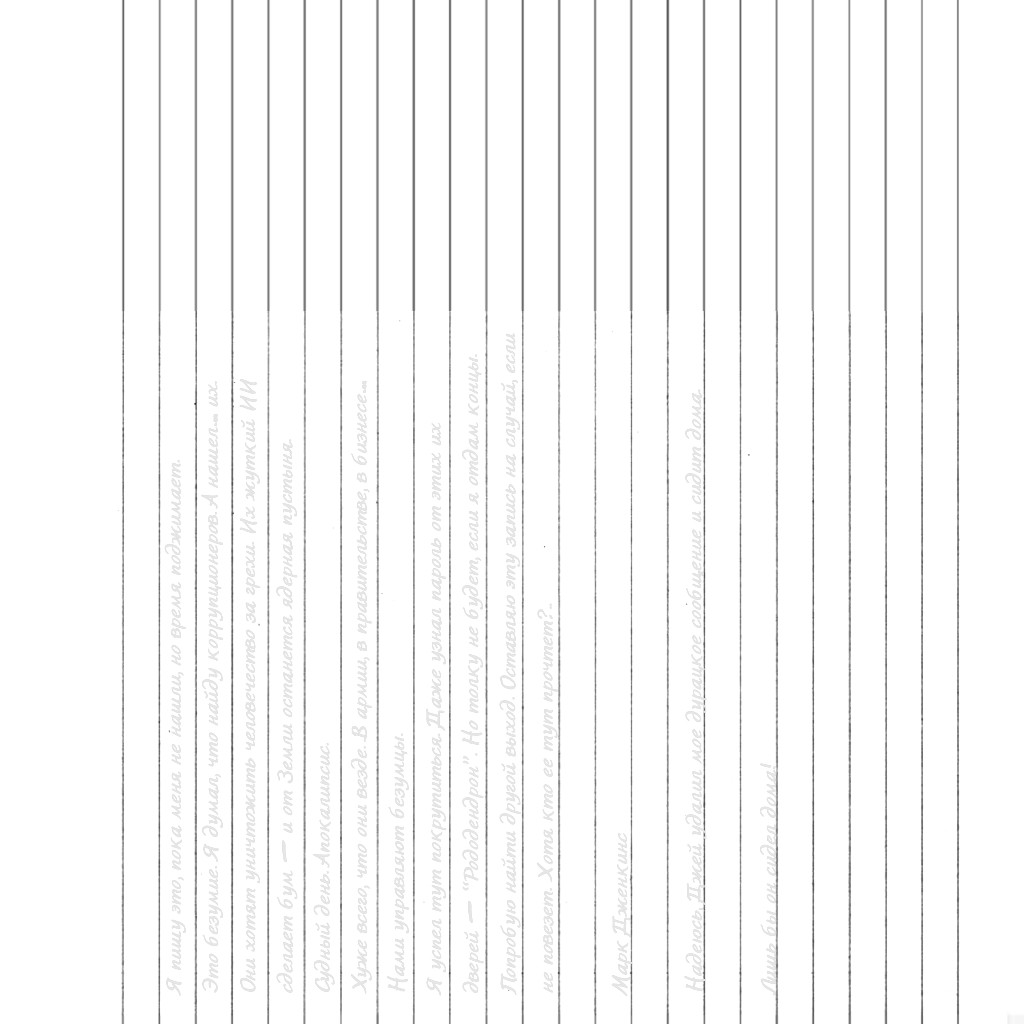 Я пишу это, пока меня не нашли, но время поджимает.
Это безумие. Я думал, что найду коррупционеров. А нашел... их.
Они хотят уничтожить человечество за грехи. Их жуткий ИИ
сделает бум — и от Земли останется ядерная пустыня.
Судный день. Апокалипсис.
Хуже всего, что они везде. В армии, в правительстве, в бизнесе...
Нами управляют безумцы.
Я успел тут покрутиться. Даже узнал пароль от этих их
дверей — “Рододендрон”. Но толку не будет, если я отдам концы.
Попробую найти другой выход. Оставляю эту запись на случай, если
не повезет. Хотя кто ее тут прочтет?..
Марк Дженкинс
Надеюсь, Джей удалил мое дурацкое сообщение и сидит дома.
Лишь бы он сидел дома!